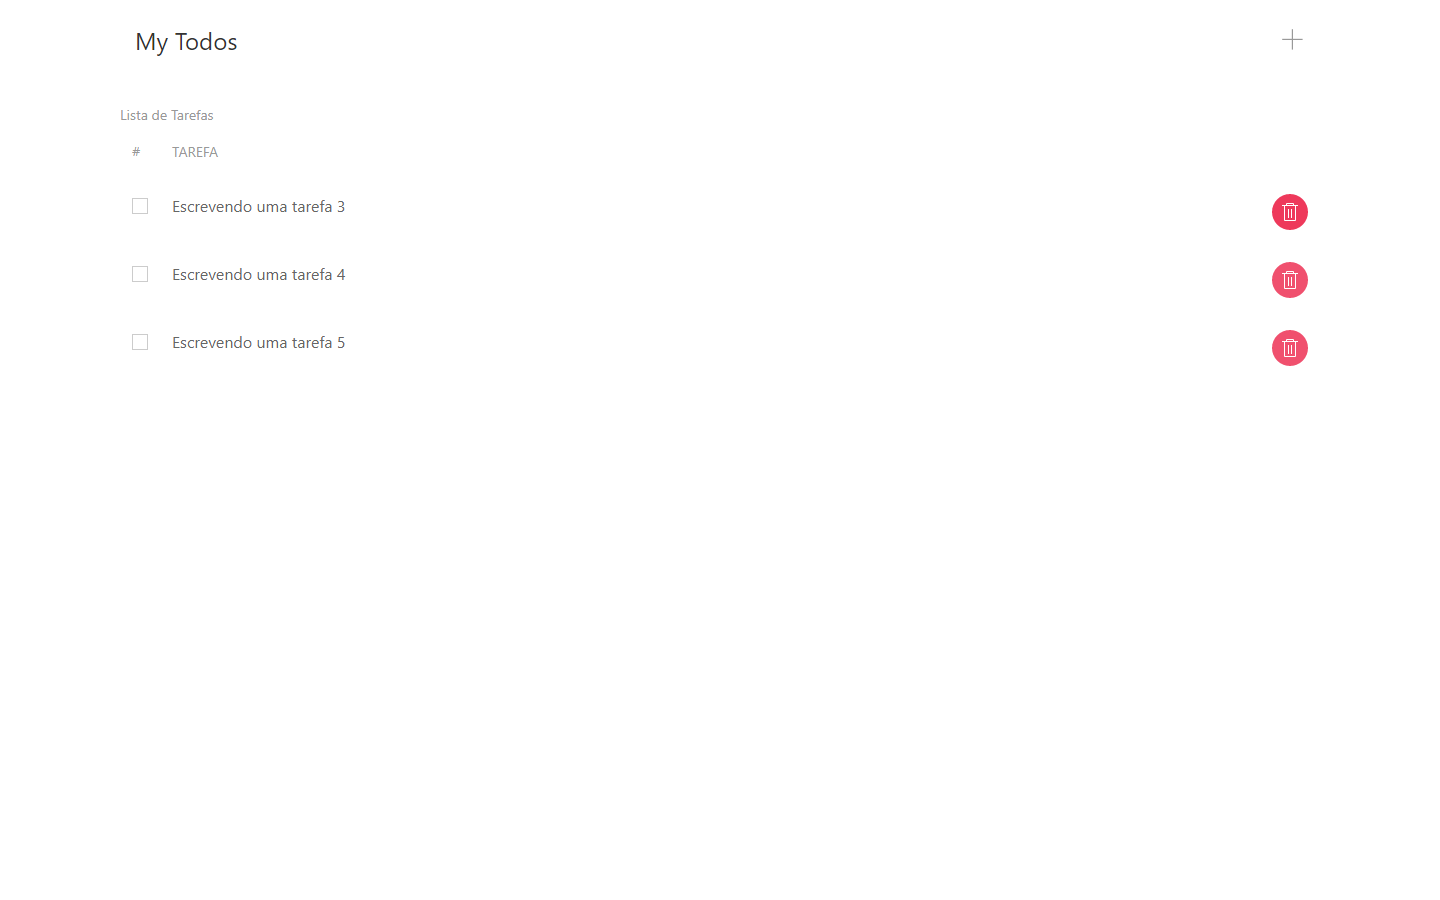 My Todos
Lista de Tarefas
# TAREFA
Escrevendo uma tarefa 3
Escrevendo uma tarefa 4
Escrevendo uma tarefa 5